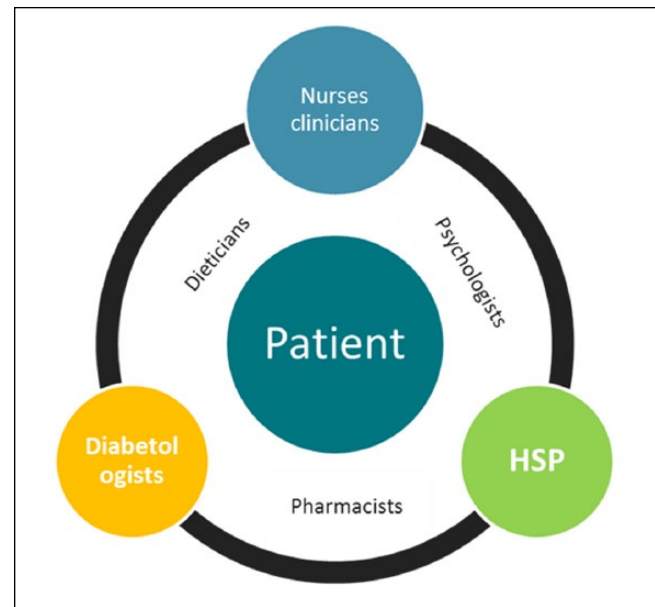 Nurses
clinicians
Dieticians
Psychologists
Patient
Diabetol
ogists
HSP
Pharmacists